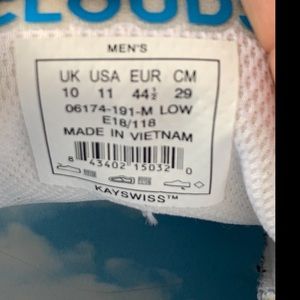 CLOUDS
MEN'S
UK USA EUR CM
10 11 44½ 29
06174-191-M LOW
E18/118
MADE IN VIETNAM
8 43402 15032 0
KAYSWISS™